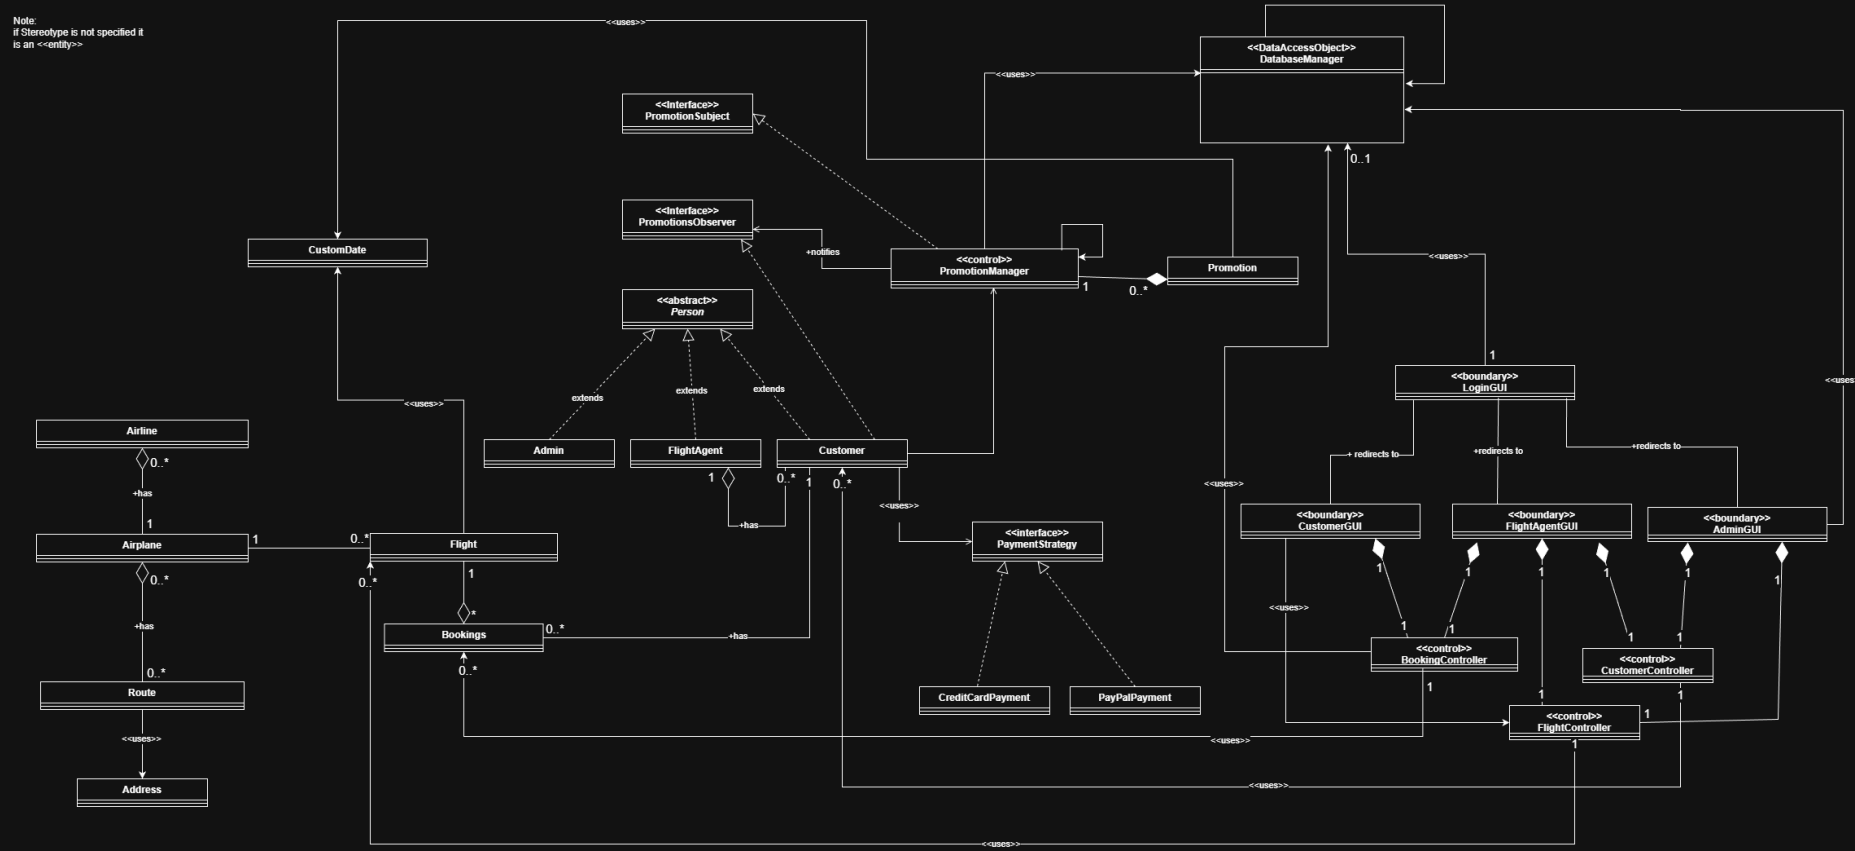 Note:
if Stereotype is not specified it
is an <<entity>>
<<uses>>
<<DataAccessObject>>
DatabaseManager
<<uses>>
<<Interface>>
PromotionSubject
0..1
<<Interface>>
PromotionsObserver
+notifies
CustomDate
<<control>>
PromotionManager
1
0..*
Promotion
<<uses>>
<<abstract>>
Person
1
<<boundary>>
LoginGUI
<<uses>>
extends
extends
extends
<<uses>>
Airline
0..*
+has
1
Admin
FlightAgent
Customer
1
0..*
1
0..*
+has
<<uses>>
+ redirects to
+redirects to
+redirects to
<<uses>>
<<boundary>>
CustomerGUI
<<boundary>>
FlightAgentGUI
<<boundary>>
AdminGUI
Airplane
1
0..*
Flight
<<interface>>
PaymentStrategy
0..*
0..*
1
1
1
1
1
1
1
*
<<uses>>
+has
Bookings
0..*
+has
1
1
1
1
<<control>>
BookingController
<<control>>
CustomerController
0..*
0..*
Route
CreditCardPayment
PayPalPayment
1
1
1
<<control>>
FlightController
1
1
<<uses>>
<<uses>>
Address
<<uses>>
<<uses>>